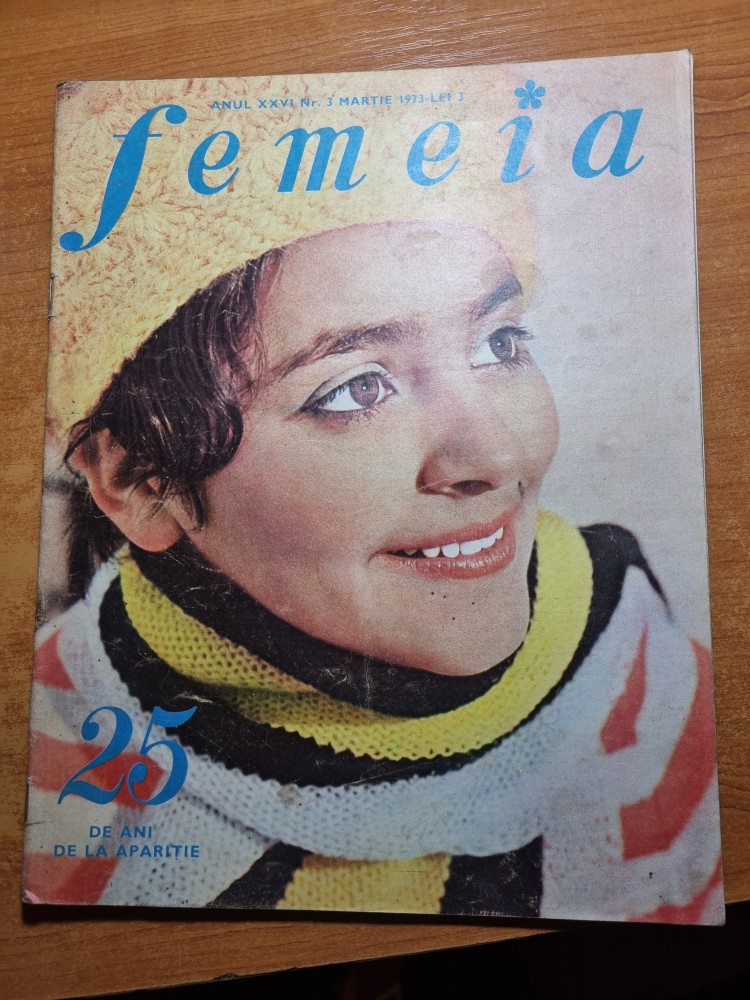 ANUL XXVI Nr. 3 MARTIE 1973-LEI 3
femeia
25
DE ANI
DE LA APARIȚIE